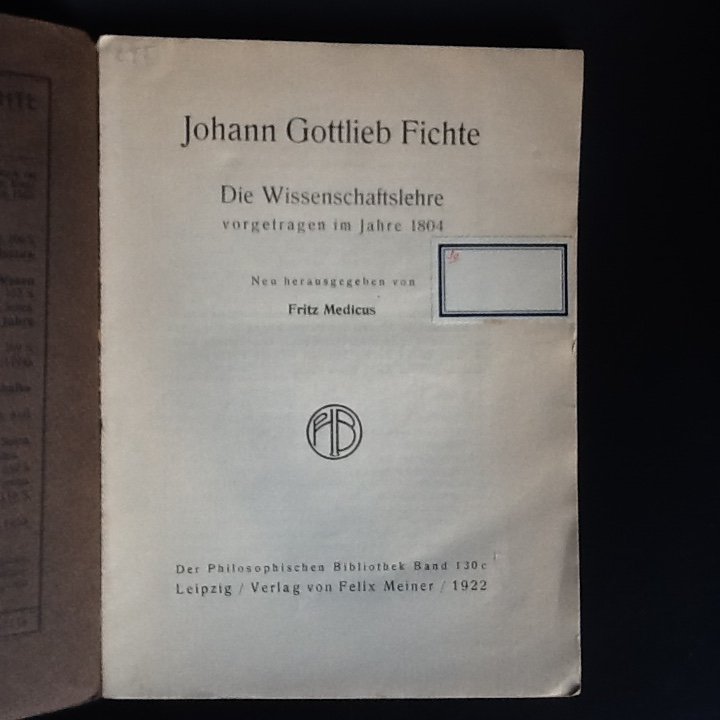 Johann Gottlieb Fichte
Die Wissenschaftslehre
vorgetragen im Jahre 1804
Neu herausgegeben von
Fritz Medicus
PhB
Der Philosophischen Bibliothek Band 130c
Leipzig / Verlag von Felix Meiner / 1922